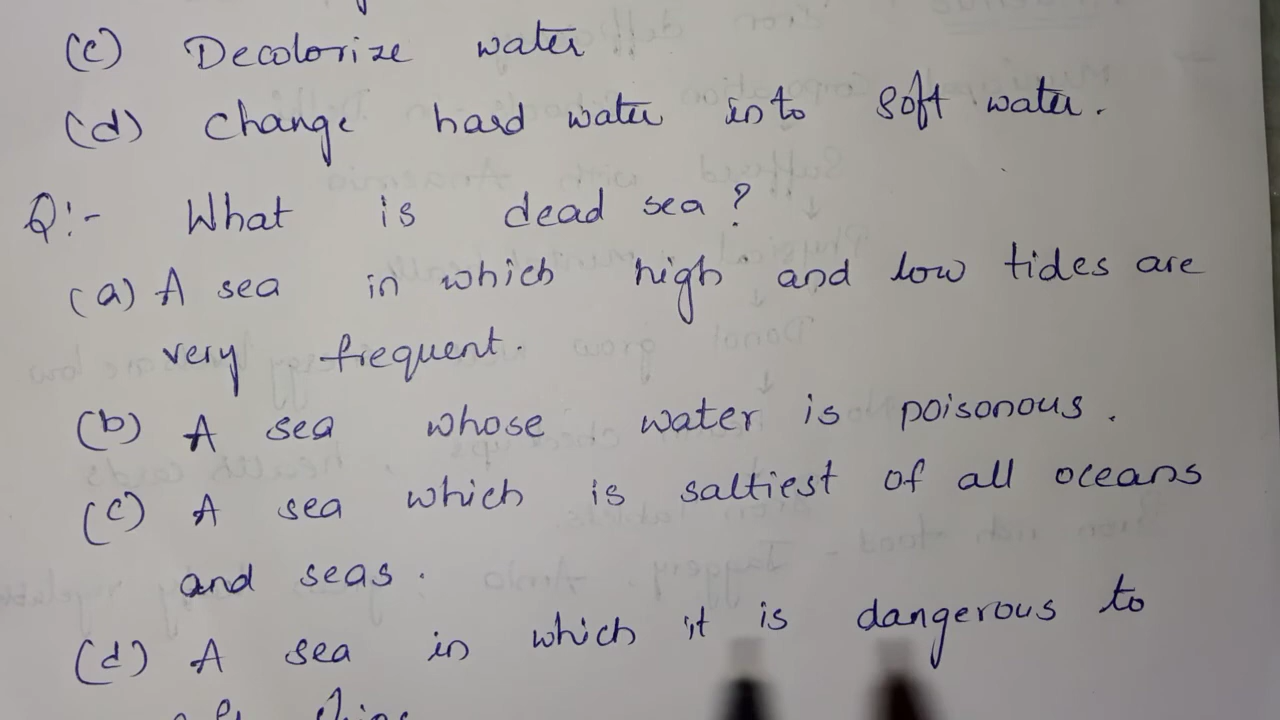 (c) Decolorize water
(d) Change hard water into soft water.
Q:- What is dead sea?
(a) A sea in which high and low tides are
very frequent.
(b) A sea whose water is poisonous.
(c) A sea which is saltiest of all oceans
and seas.
(d) A sea in which it is dangerous to